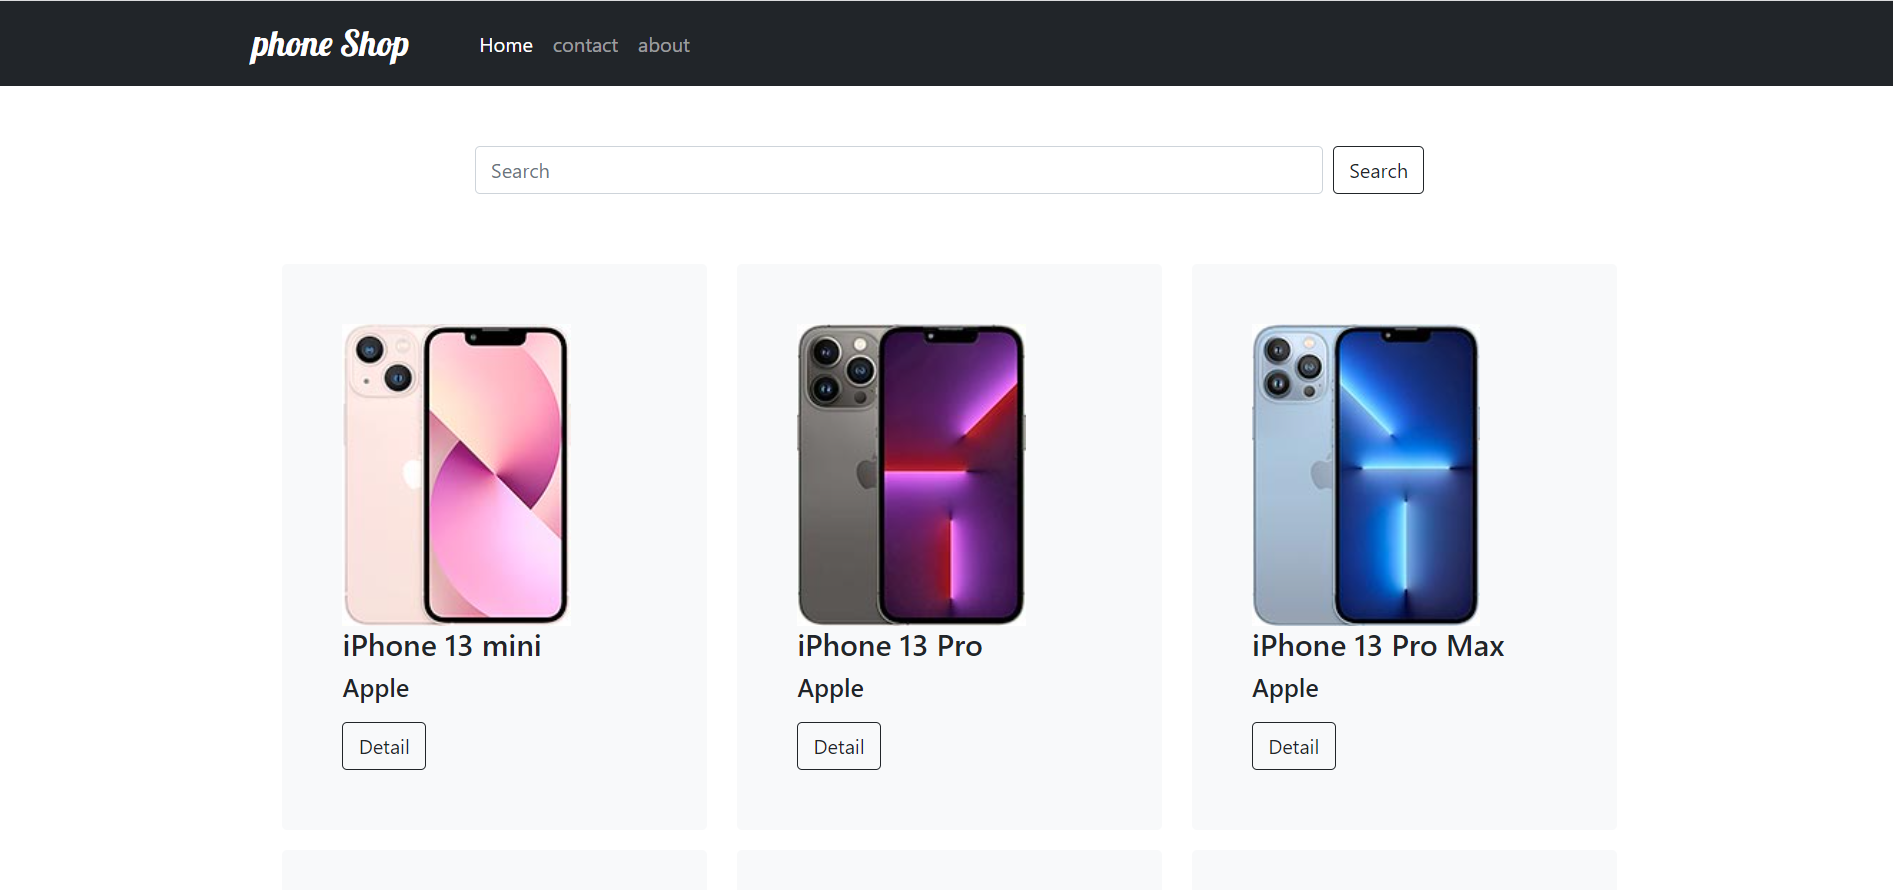 phone Shop Home contact about
Search Search
iPhone 13 mini iPhone 13 Pro iPhone 13 Pro Max
Apple Apple Apple
Detail Detail Detail